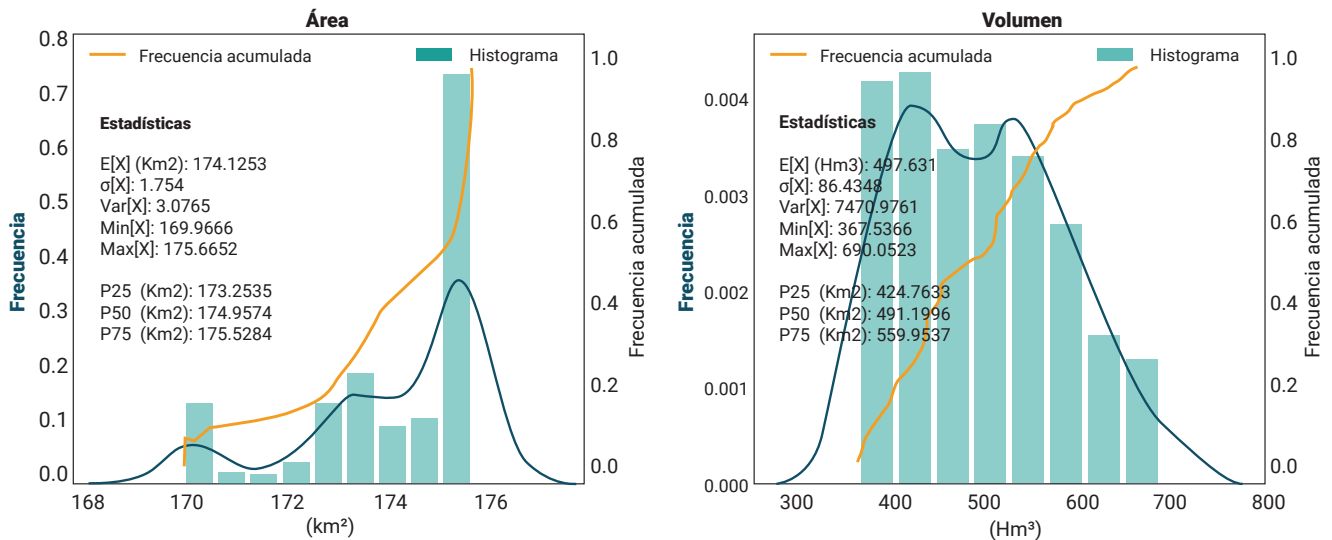 Área
0.8
0.7
0.6
0.5
0.4
0.3
0.2
0.1
0.0
Frecuencia
Frecuencia acumulada
Histograma
Estadísticas
E[X] (Km2): 174.1253
σ[X]: 1.754
Var[X]: 3.0765
Min[X]: 169.9666
Max[X]: 175.6652
P25 (Km2): 173.2535
P50 (Km2): 174.9574
P75 (Km2): 175.5284
1.0
0.8
0.6
0.4
0.2
0.0
Frecuencia acumulada
168 170 172 174 176
(km²)
Volumen
0.004
0.003
0.002
0.001
0.000
Frecuencia
Frecuencia acumulada
Histograma
Estadísticas
E[X] (Hm3): 497.631
σ[X]: 86.4348
Var[X]: 7470.9761
Min[X]: 367.5366
Max[X]: 690.0523
P25 (Km2): 424.7633
P50 (Km2): 491.1996
P75 (Km2): 559.9537
1.0
0.8
0.6
0.4
0.2
0.0
Frecuencia acumulada
300 400 500 600 700 800
(Hm³)